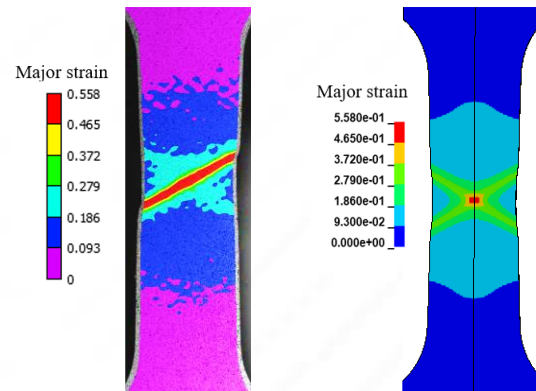 Major strain
0.558
0.465
0.372
0.279
0.186
0.093
0
Major strain
5.580e-01
4.650e-01
3.720e-01
2.790e-01
1.860e-01
9.300e-02
0.000e+00